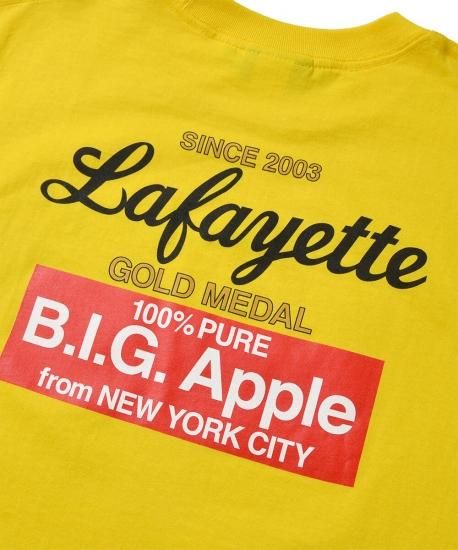 SINCE 2003
Lafayette
GOLD MEDAL
100% PURE
B.I.G. Apple
from NEW YORK CITY